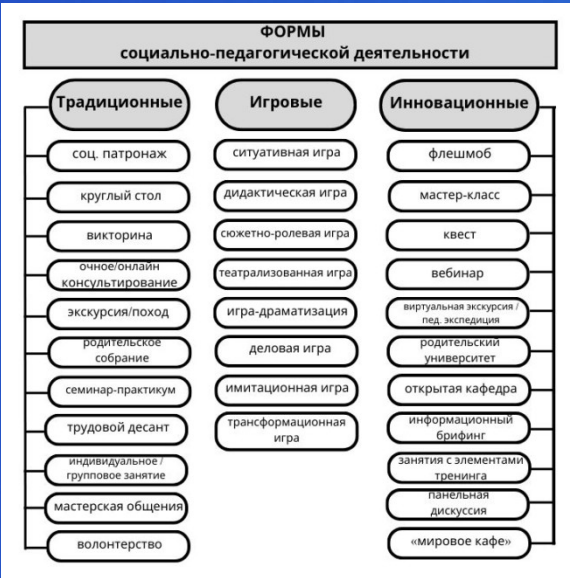 ФОРМЫ
социально-педагогической деятельности
Традиционные
соц. патронаж
круглый стол
викторина
очное/онлайн
консультирование
экскурсия/поход
родительское
собрание
семинар-практикум
трудовой десант
индивидуальное /
групповое занятие
мастерская общения
волонтерство
Игровые
ситуативная игра
дидактическая игра
сюжетно-ролевая игра
театрализованная игра
игра-драматизация
деловая игра
имитационная игра
трансформационная
игра
Инновационные
флешмоб
мастер-класс
квест
вебинар
виртуальная экскурсия /
пед. экспедиция
родительский
университет
открытая кафедра
информационный
брифинг
занятия с элементами
тренинга
панельная
дискуссия
«мировое кафе»